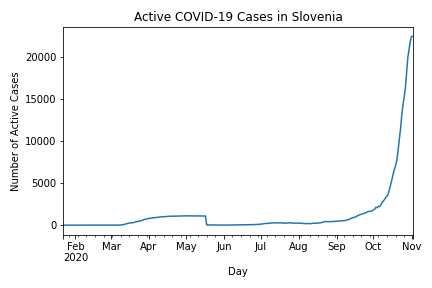 Active COVID-19 Cases in Slovenia
Number of Active Cases
20000
15000
10000
5000
0
Feb Mar Apr May Jun Jul Aug Sep Oct Nov
2020
Day